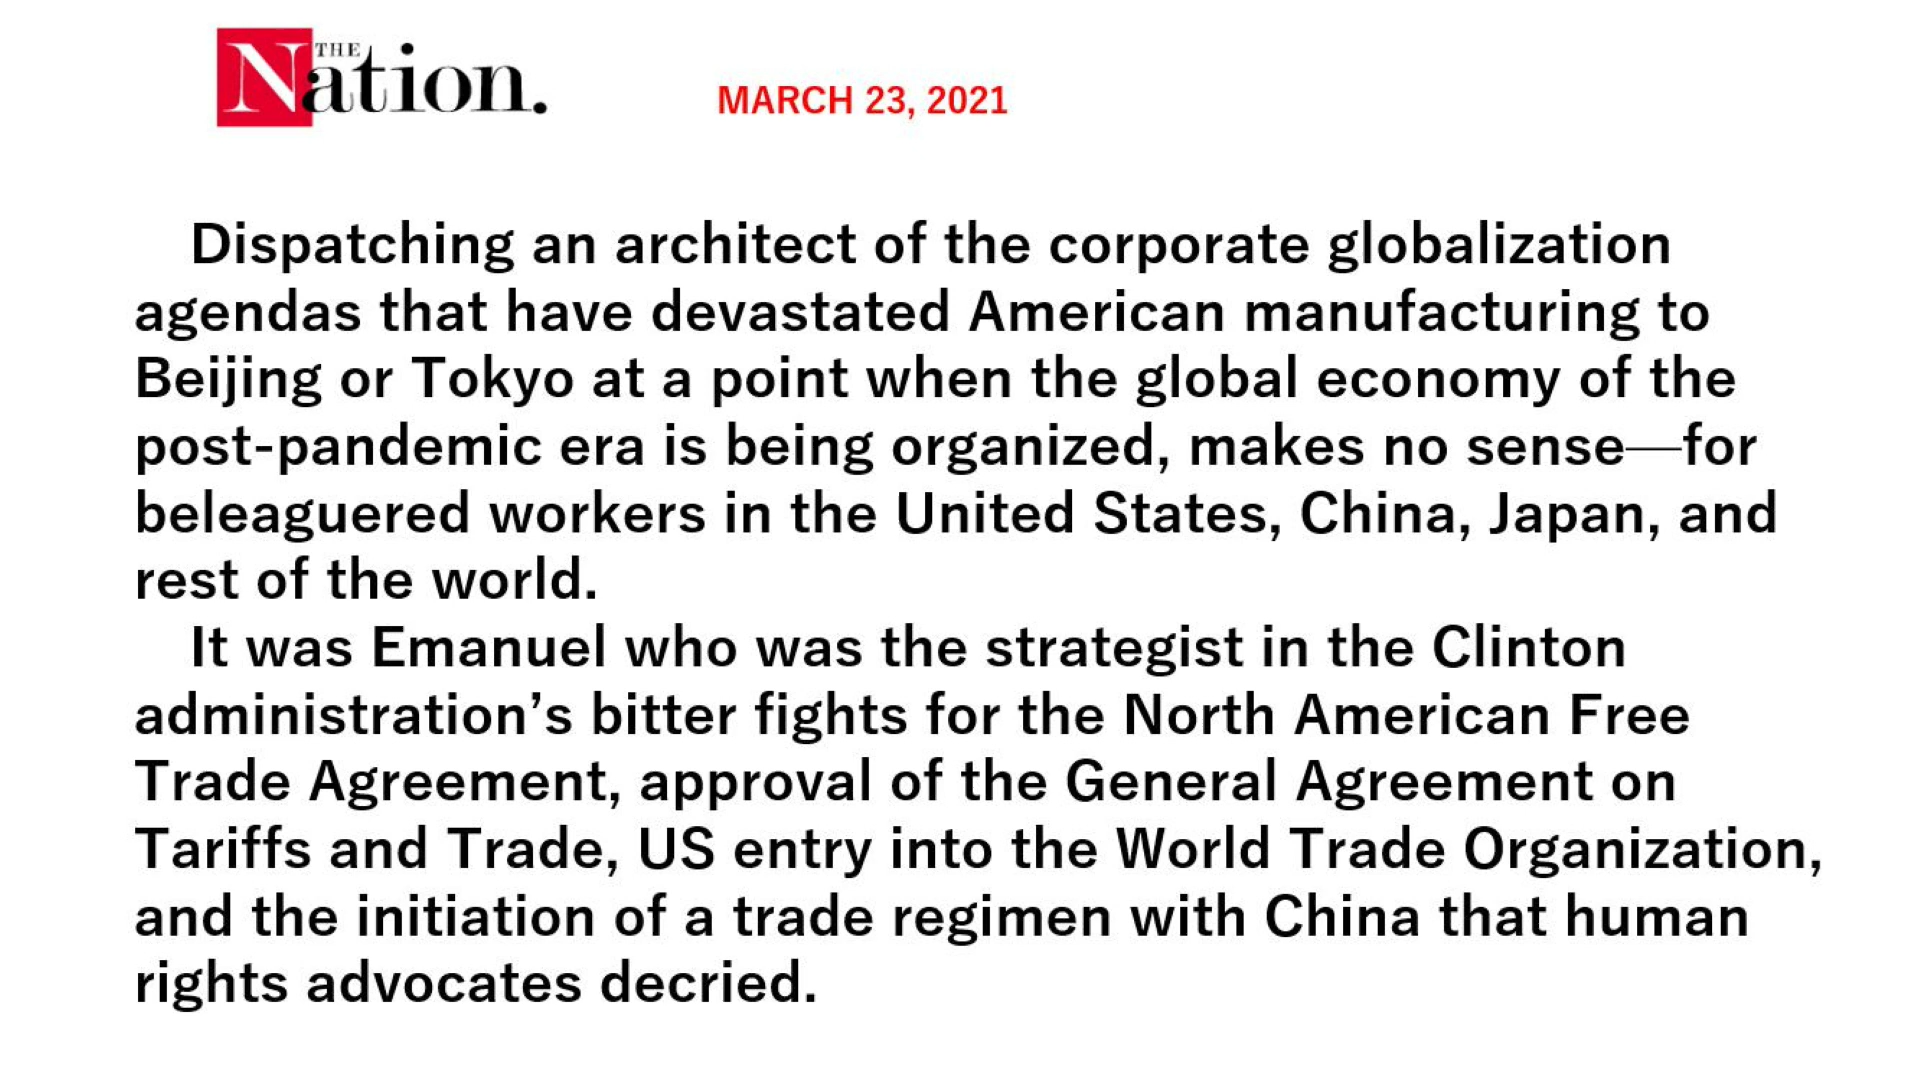 THE
Nation.
MARCH 23, 2021
Dispatching an architect of the corporate globalization
agendas that have devastated American manufacturing to
Beijing or Tokyo at a point when the global economy of the
post-pandemic era is being organized, makes no sense—for
beleaguered workers in the United States, China, Japan, and
rest of the world.
It was Emanuel who was the strategist in the Clinton
administration’s bitter fights for the North American Free
Trade Agreement, approval of the General Agreement on
Tariffs and Trade, US entry into the World Trade Organization,
and the initiation of a trade regimen with China that human
rights advocates decried.